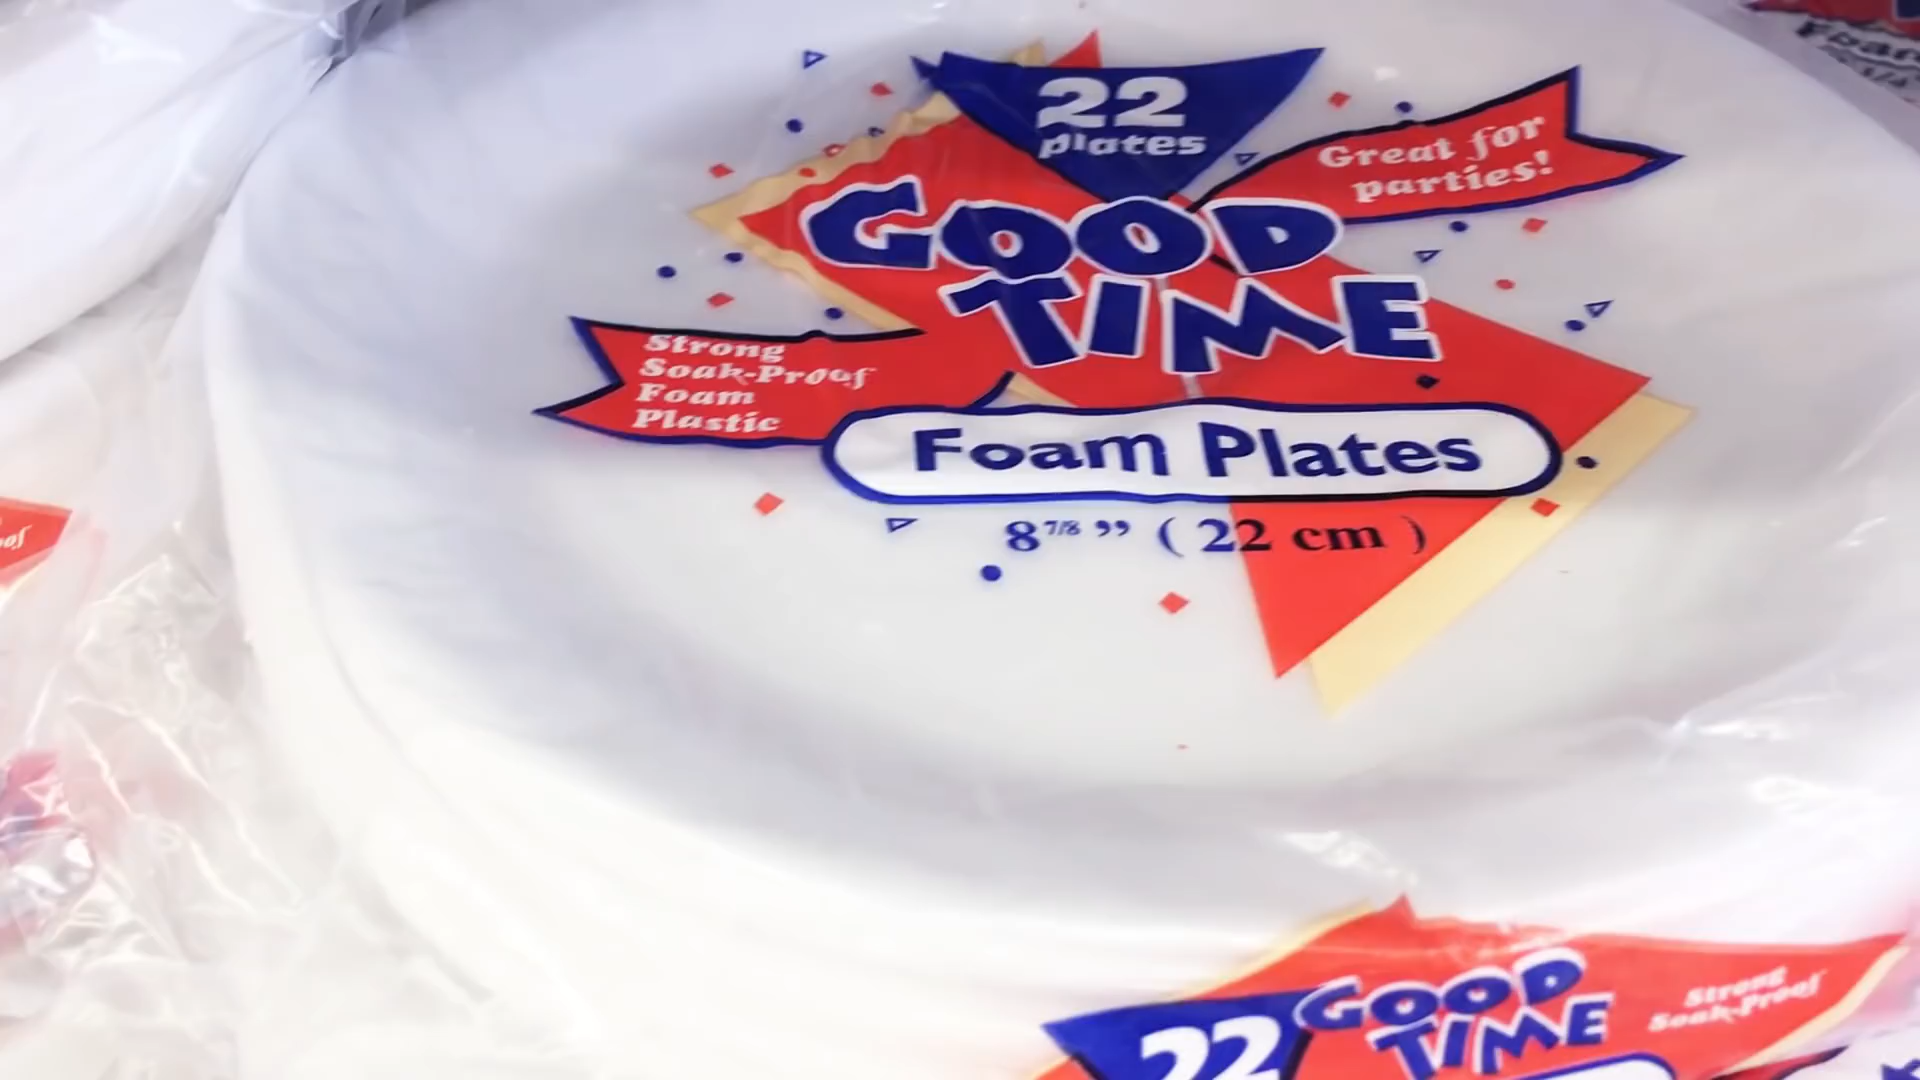 22
plates
Great for
parties!
GOOD
TIME
Strong
Soak-Proof
Foam
Plastic
Foam Plates
8 7/8 ” ( 22 cm )
22
GOOD
TIME
Strong
Soak-Proof